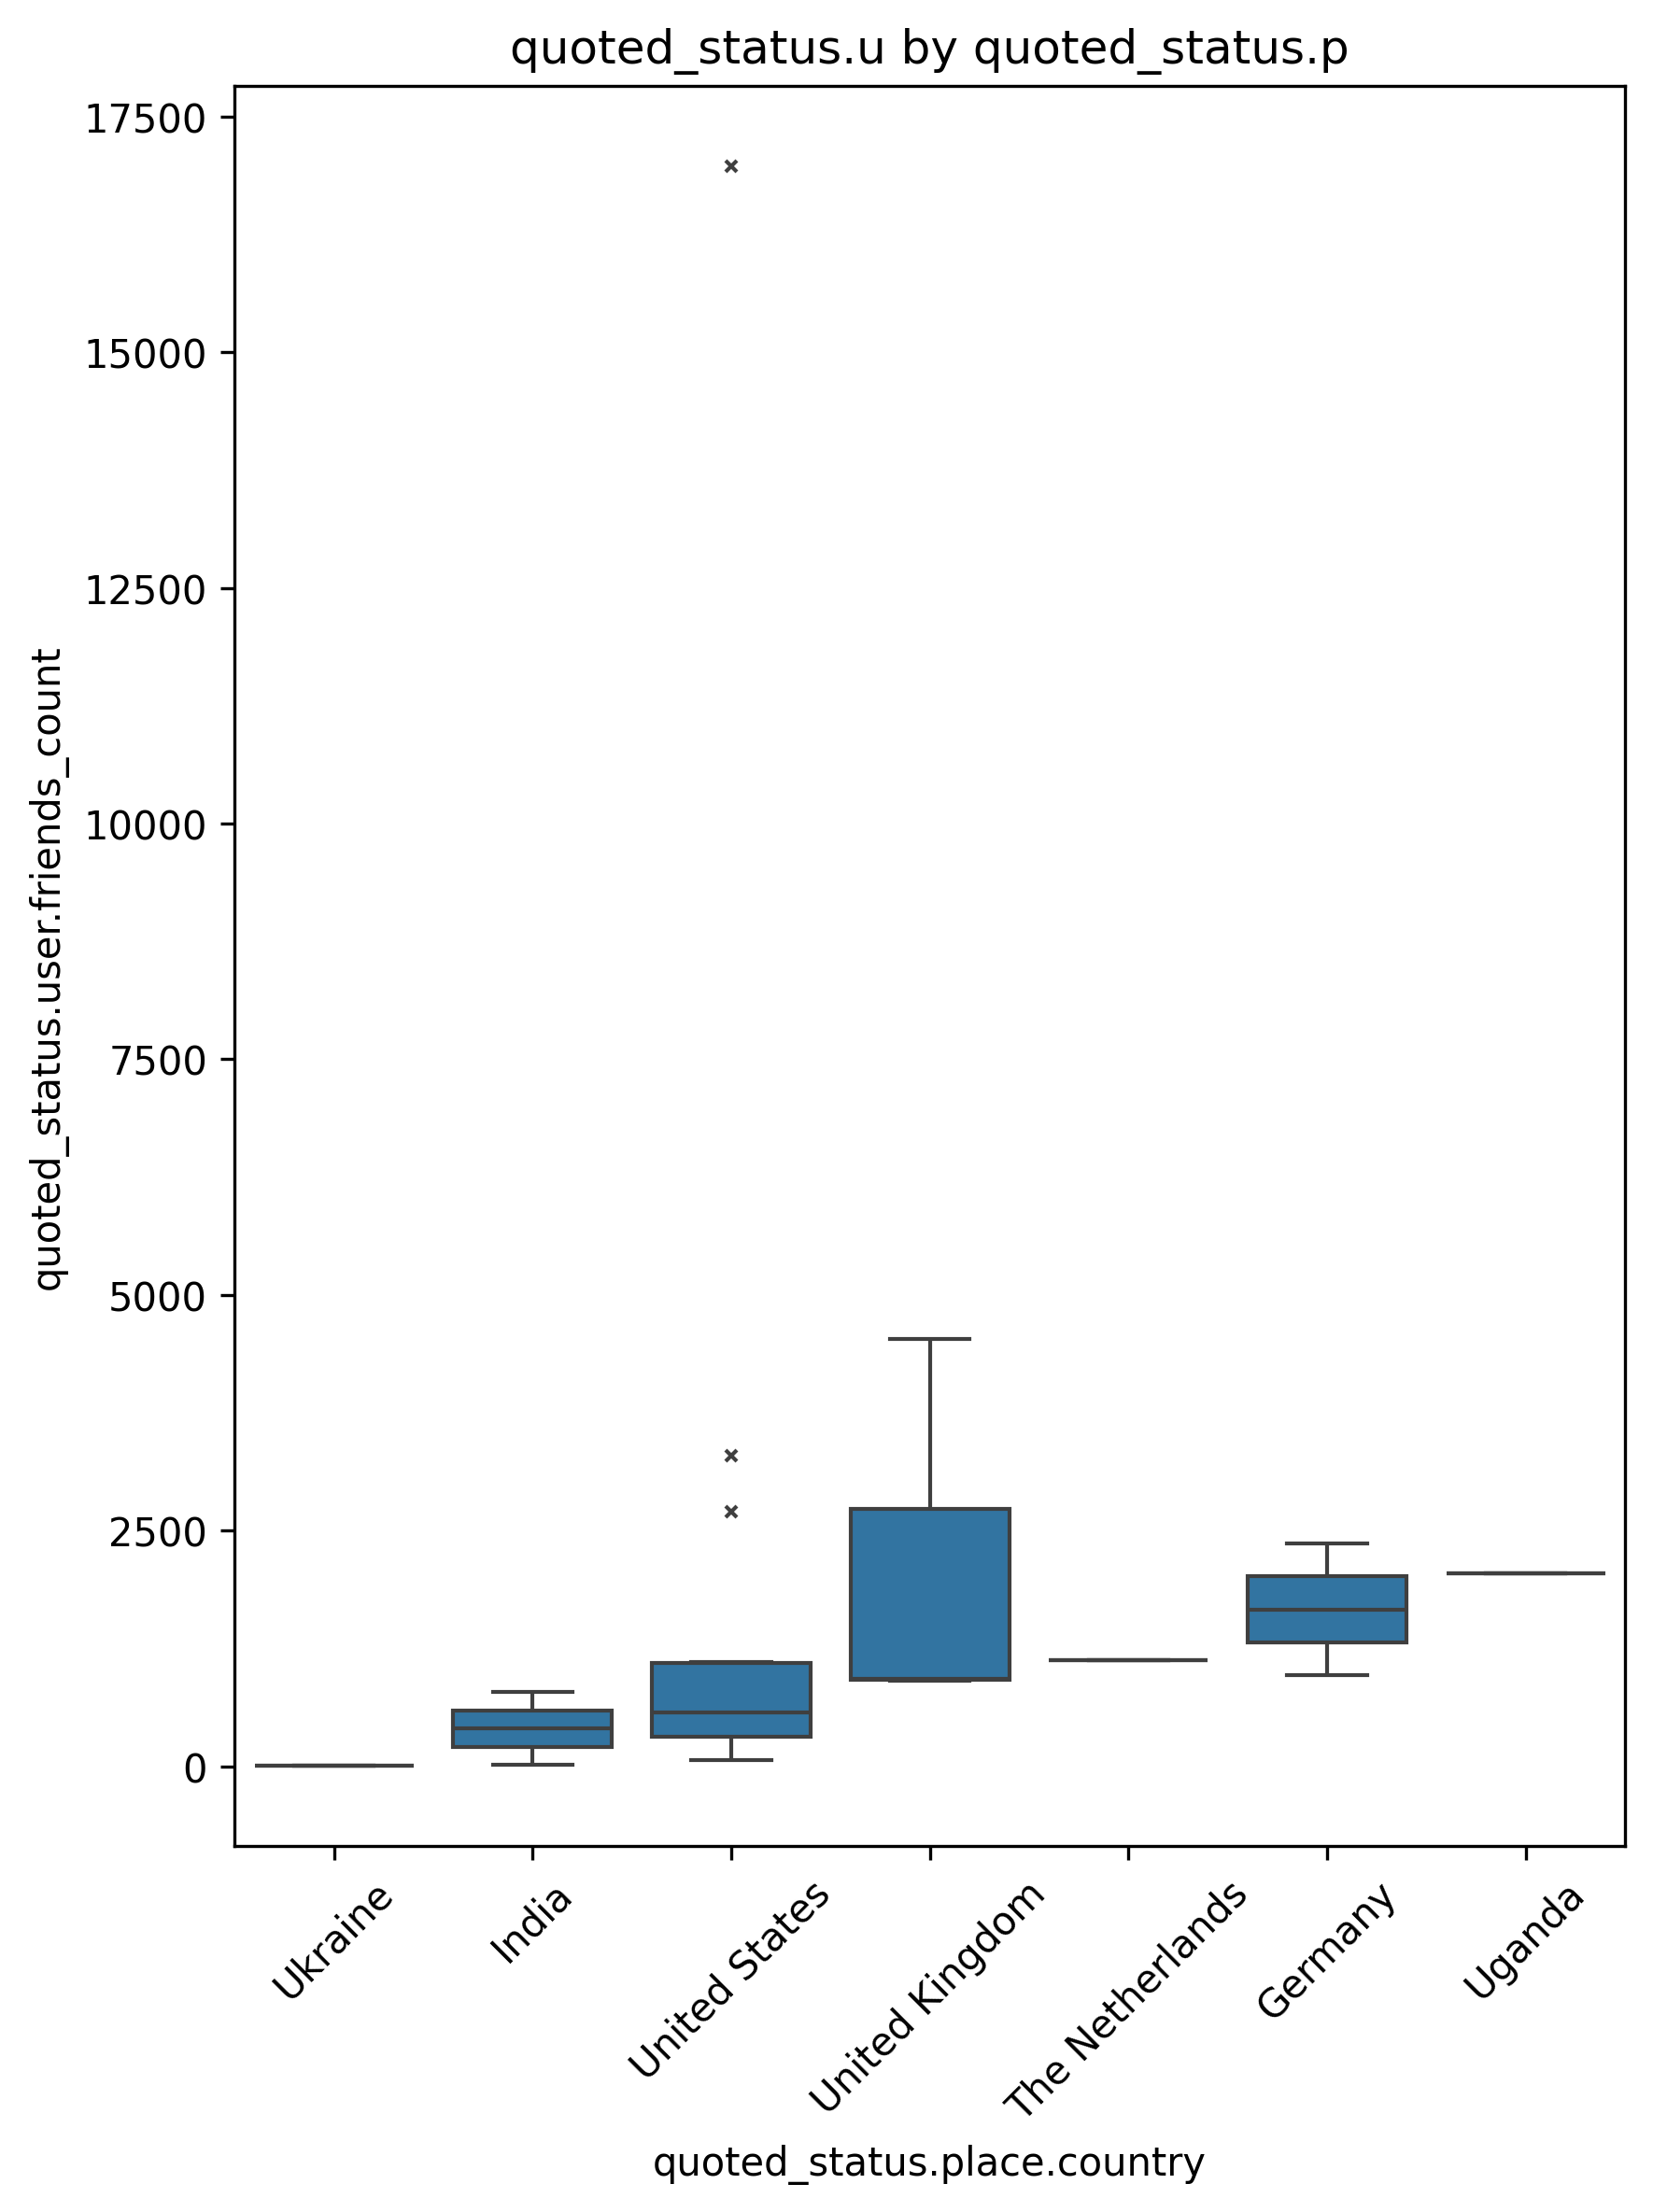 quoted_status.u by quoted_status.p
17500
15000
12500
10000
7500
5000
2500
0
quoted_status.user.friends_count
Ukraine
India
United States
United Kingdom
The Netherlands
Germany
Uganda
quoted_status.place.country